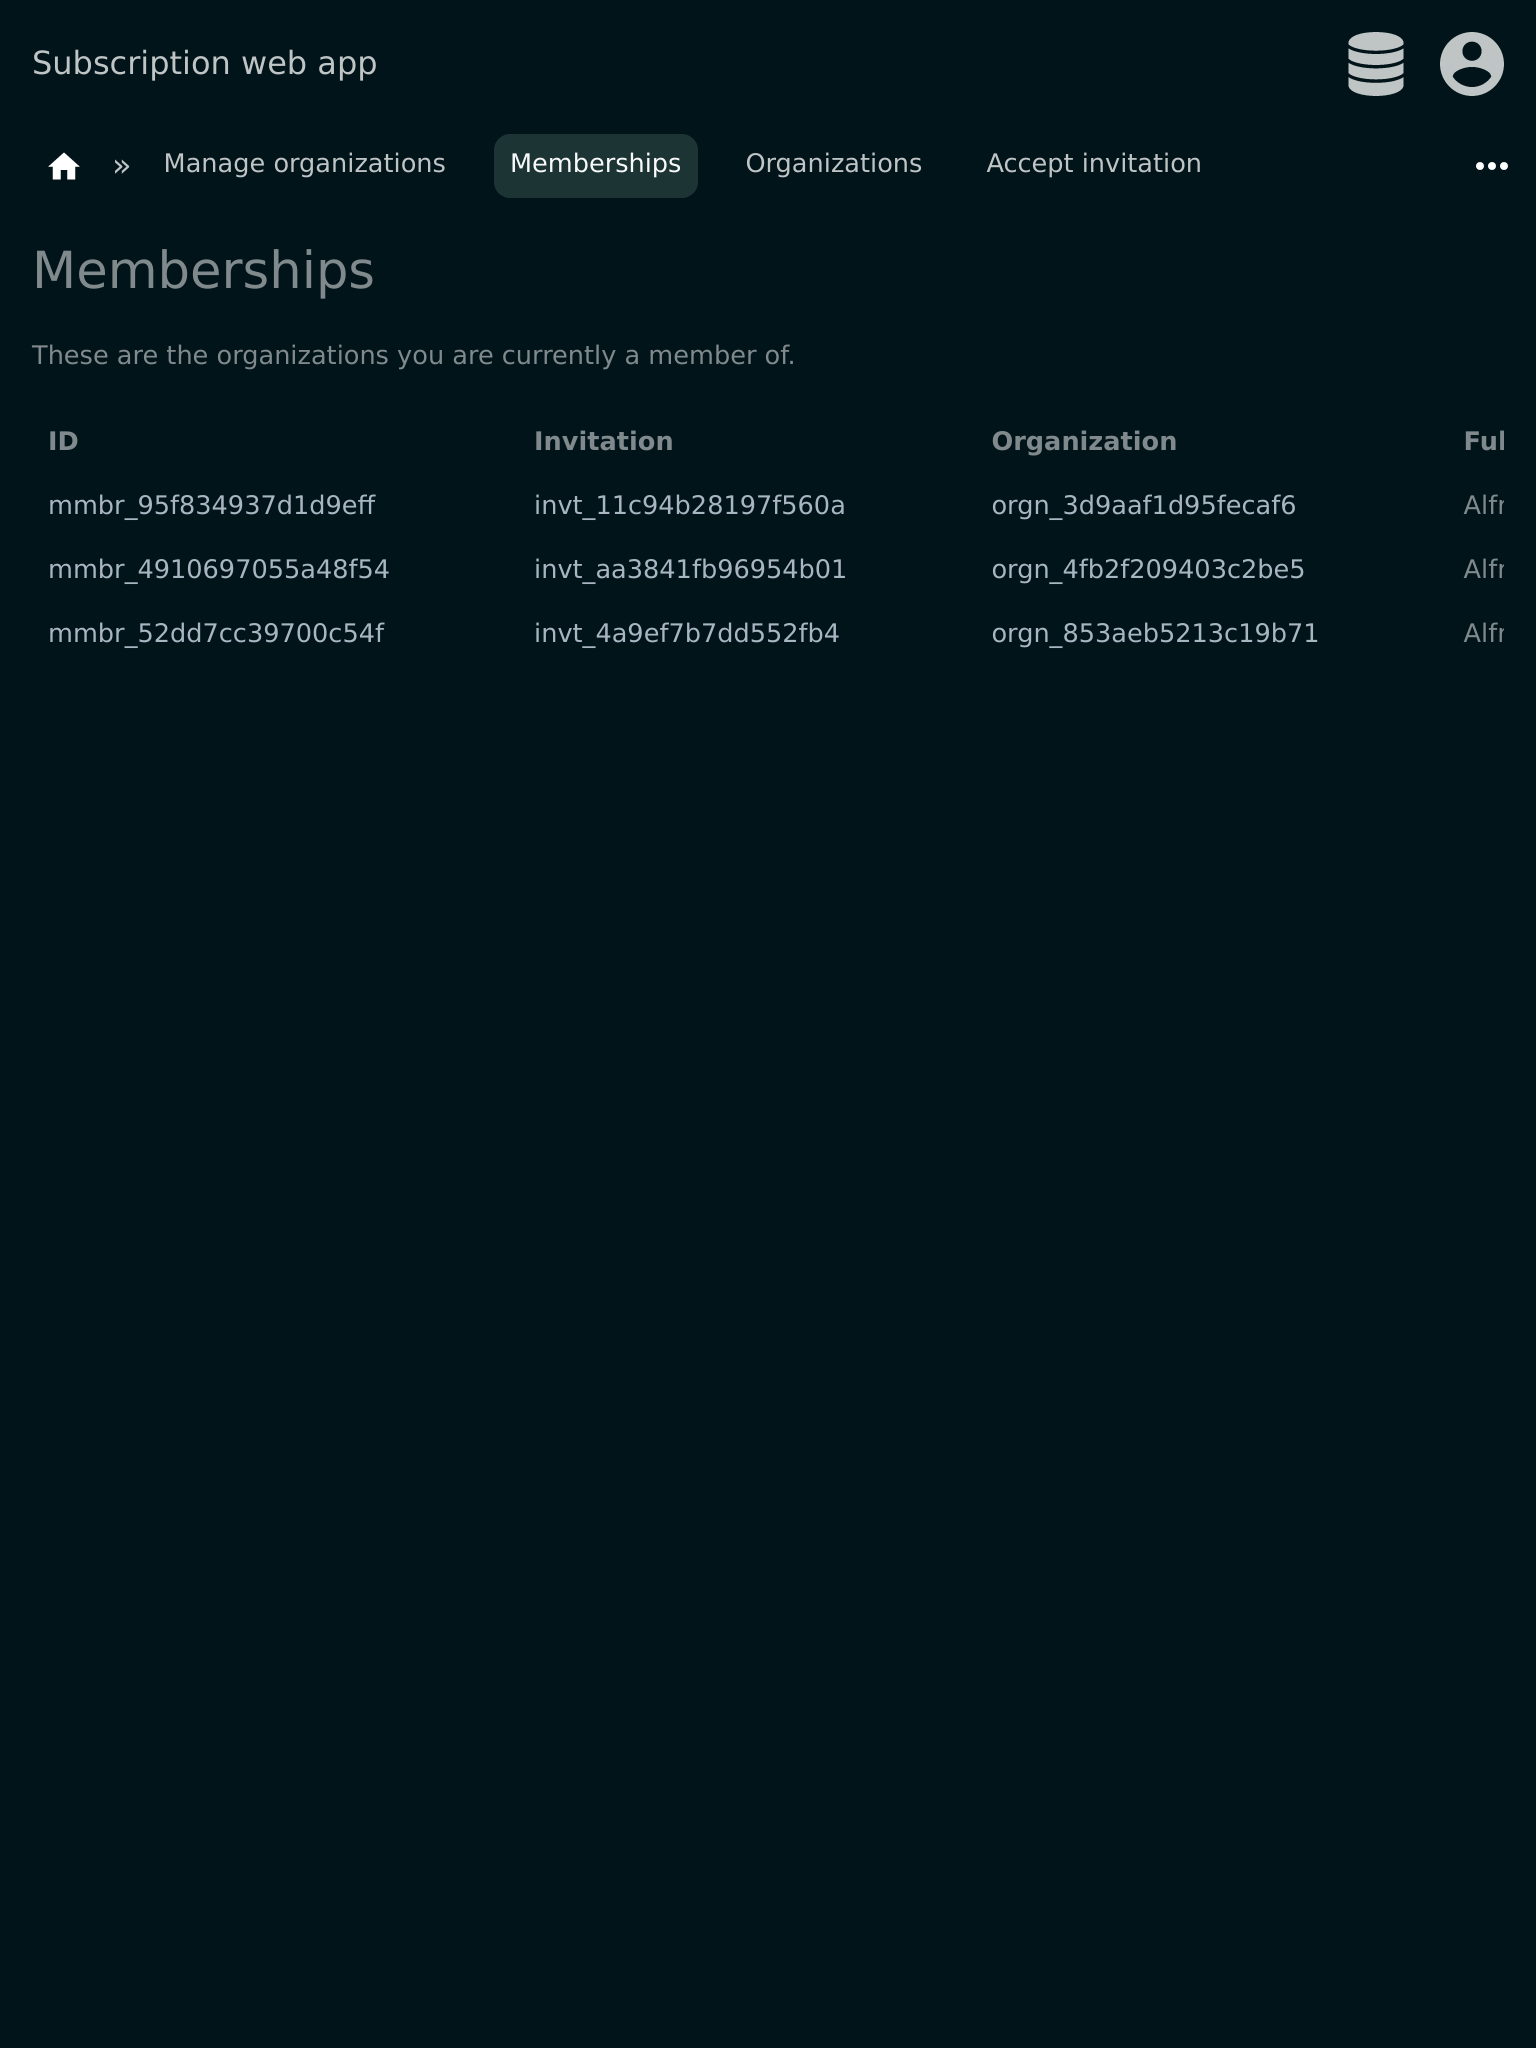 Subscription web app
» Manage organizations Memberships Organizations Accept invitation
Memberships
These are the organizations you are currently a member of.
ID Invitation Organization Ful
mmbr_95f834937d1d9eff invt_11c94b28197f560a orgn_3d9aaf1d95fecaf6 Alfr
mmbr_4910697055a48f54 invt_aa3841fb96954b01 orgn_4fb2f209403c2be5 Alfr
mmbr_52dd7cc39700c54f invt_4a9ef7b7dd552fb4 orgn_853aeb5213c19b71 Alfr